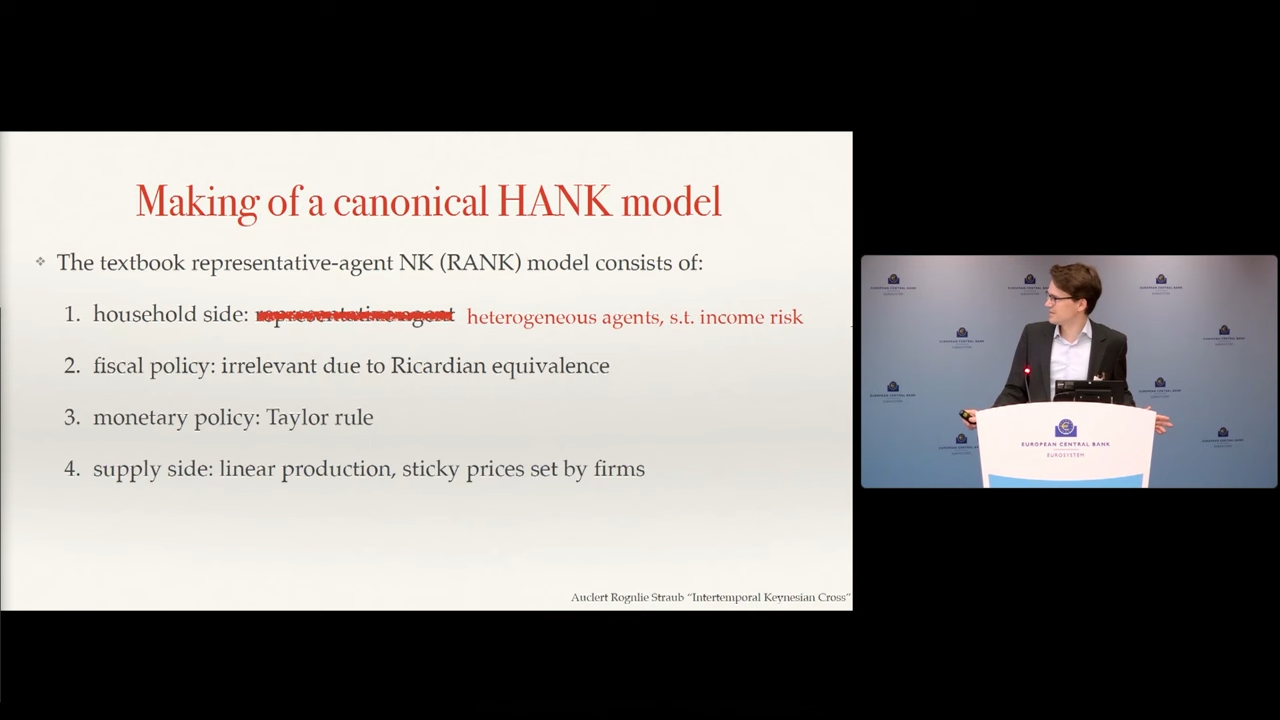 Making of a canonical HANK model
❖ The textbook representative-agent NK (RANK) model consists of:
1. household side: representative agent heterogeneous agents, s.t. income risk
2. fiscal policy: irrelevant due to Ricardian equivalence
3. monetary policy: Taylor rule
4. supply side: linear production, sticky prices set by firms
Auclert Rognlie Straub “Intertemporal Keynesian Cross”
EUROPEAN CENTRAL BANK
EUROSYSTEM